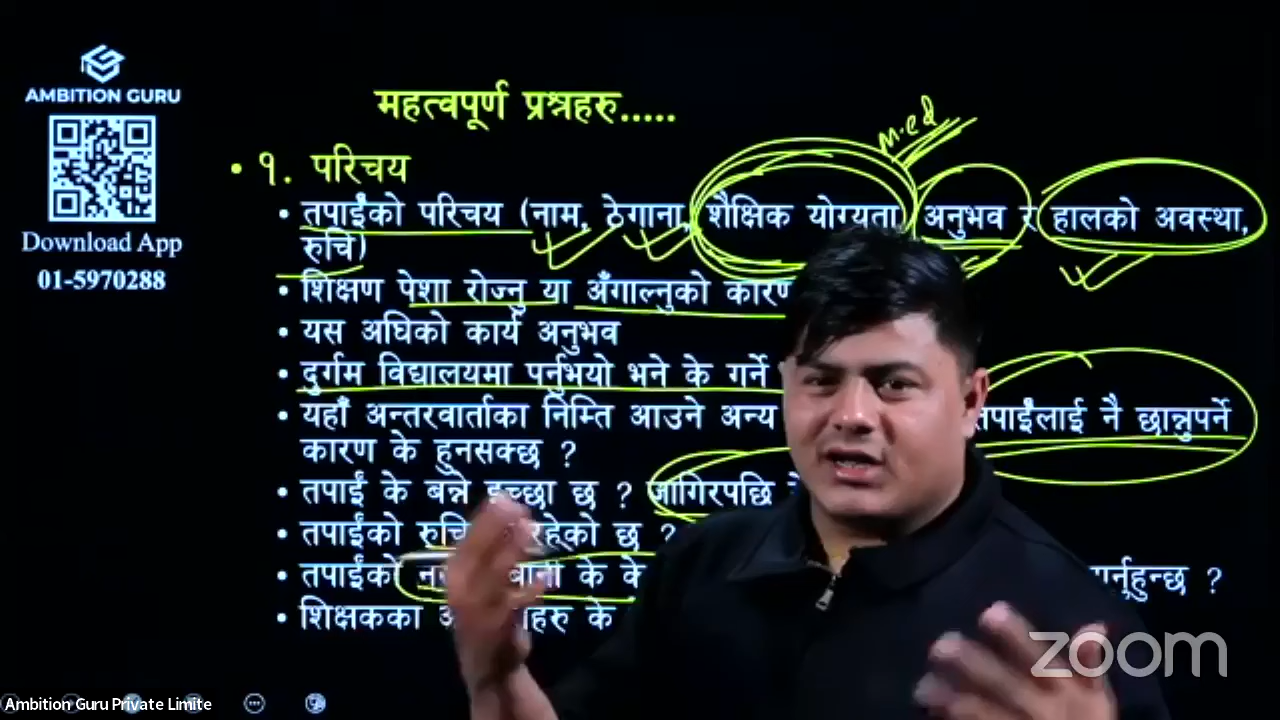 AMBITION GURU
Download App
01-5970288
महत्वपूर्ण प्रश्नहरु.....
M.ed
• १. परिचय
• तपाईंको परिचय (नाम, ठेगाना, शैक्षिक योग्यता, अनुभव र हालको अवस्था,
रुचि)
• शिक्षण पेशा रोज्नु या अँगाल्नुको कारण
• यस अघिको कार्य अनुभव
• दुर्गम विद्यालयमा पर्नुभयो भने के गर्ने
• यहाँ अन्तरवार्ताका निम्ति आउने अन्य तपाईंलाई नै छान्नुपर्ने
कारण के हुनसक्छ ?
• तपाईं के बन्ने इच्छा छ ? जागिरपछि
• तपाईंको रुचि रहेको छ ?
• तपाईंको बानी के के गर्नुहुन्छ ?
• शिक्षकका हरु के
zoom
Ambition Guru Private Limite